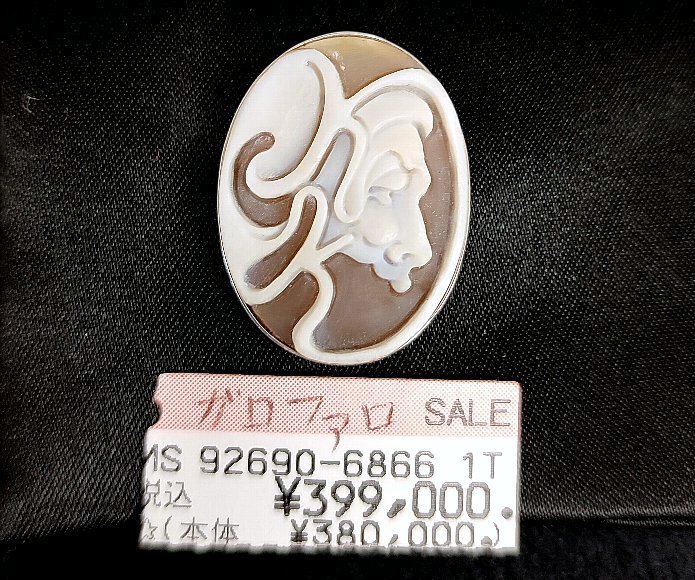 ガロファロ SALE
MS 92690-6866 1T
税込 ¥399,000.
(本体 ¥380,000.)